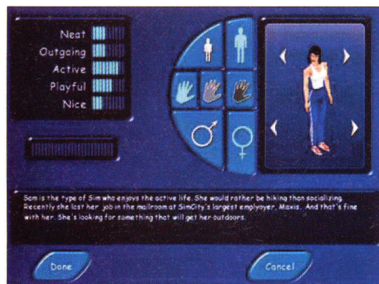 Neat
Outgoing
Active
Playful
Nice
Sam is the type of Sim who enjoys the active life. She would rather be hiking than socializing.
Recently she lost her job in the mailroom at SimCity's largest employer, Maxis. And that's fine
with her. She's looking for something that will get her outdoors.
Done
Cancel